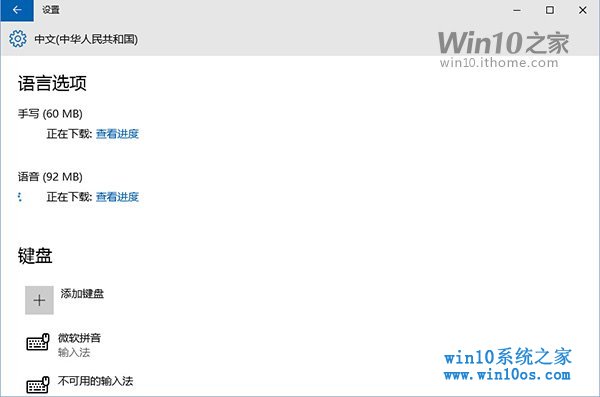 设置
中文(中华人民共和国)
Win10之家
win10.ithome.com
语言选项
手写 (60 MB)
正在下载: 查看进度
语音 (92 MB)
正在下载: 查看进度
键盘
添加键盘
微软拼音
输入法
不可用的输入法
win10系统之家
www.win10os.com